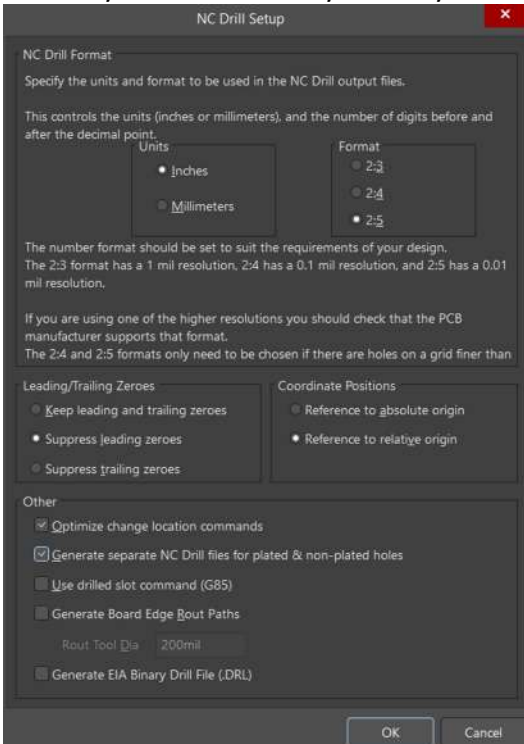 NC Drill Setup
NC Drill Format
Specify the units and format to be used in the NC Drill output files.
This controls the units (inches or millimeters), and the number of digits before and
after the decimal point.
Units
Inches
Millimeters
Format
2:3
2:4
2:5
The number format should be set to suit the requirements of your design.
The 2:3 format has a 1 mil resolution, 2:4 has a 0.1 mil resolution, and 2:5 has a 0.01
mil resolution.
If you are using one of the higher resolutions you should check that the PCB
manufacturer supports that format.
The 2:4 and 2:5 formats only need to be chosen if there are holes on a grid finer than
Leading/Trailing Zeroes
Keep leading and trailing zeroes
Suppress leading zeroes
Suppress trailing zeroes
Coordinate Positions
Reference to absolute origin
Reference to relative origin
Other
Optimize change location commands
Generate separate NC Drill files for plated & non-plated holes
Use drilled slot command (G85)
Generate Board Edge Rout Paths
Rout Tool Dia 200mil
Generate EIA Binary Drill File (.DRL)
OK Cancel